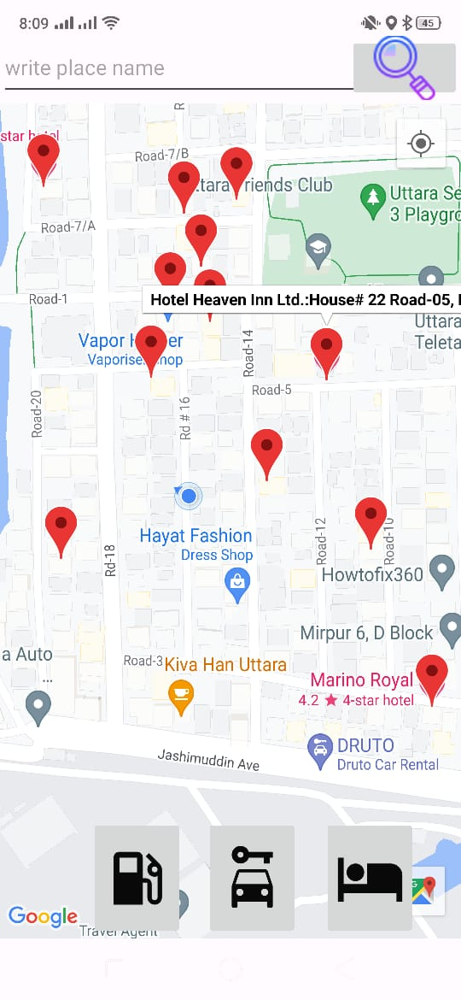 8:09
45
write place name
star hotel
Road-7/B
Uttara Friends Club
Uttara Se
3 Playgro
Road-7/A
Road-1
Hotel Heaven Inn Ltd.:House# 22 Road-05,
Uttara
Teleta
Vapor
er
Vaporiser Shop
Road-14
Road-5
Road-20
Rd # 16
Hayat Fashion
Dress Shop
Rd-18
Road-12
Road-10
Howtofix360
Mirpur 6, D Block
a Auto
...
Road-3
Kiva Han Uttara
Marino Royal
4.2 ★ 4-star hotel
DRUTO
Druto Car Rental
Jashimuddin Ave
G
Google
Travel Agent